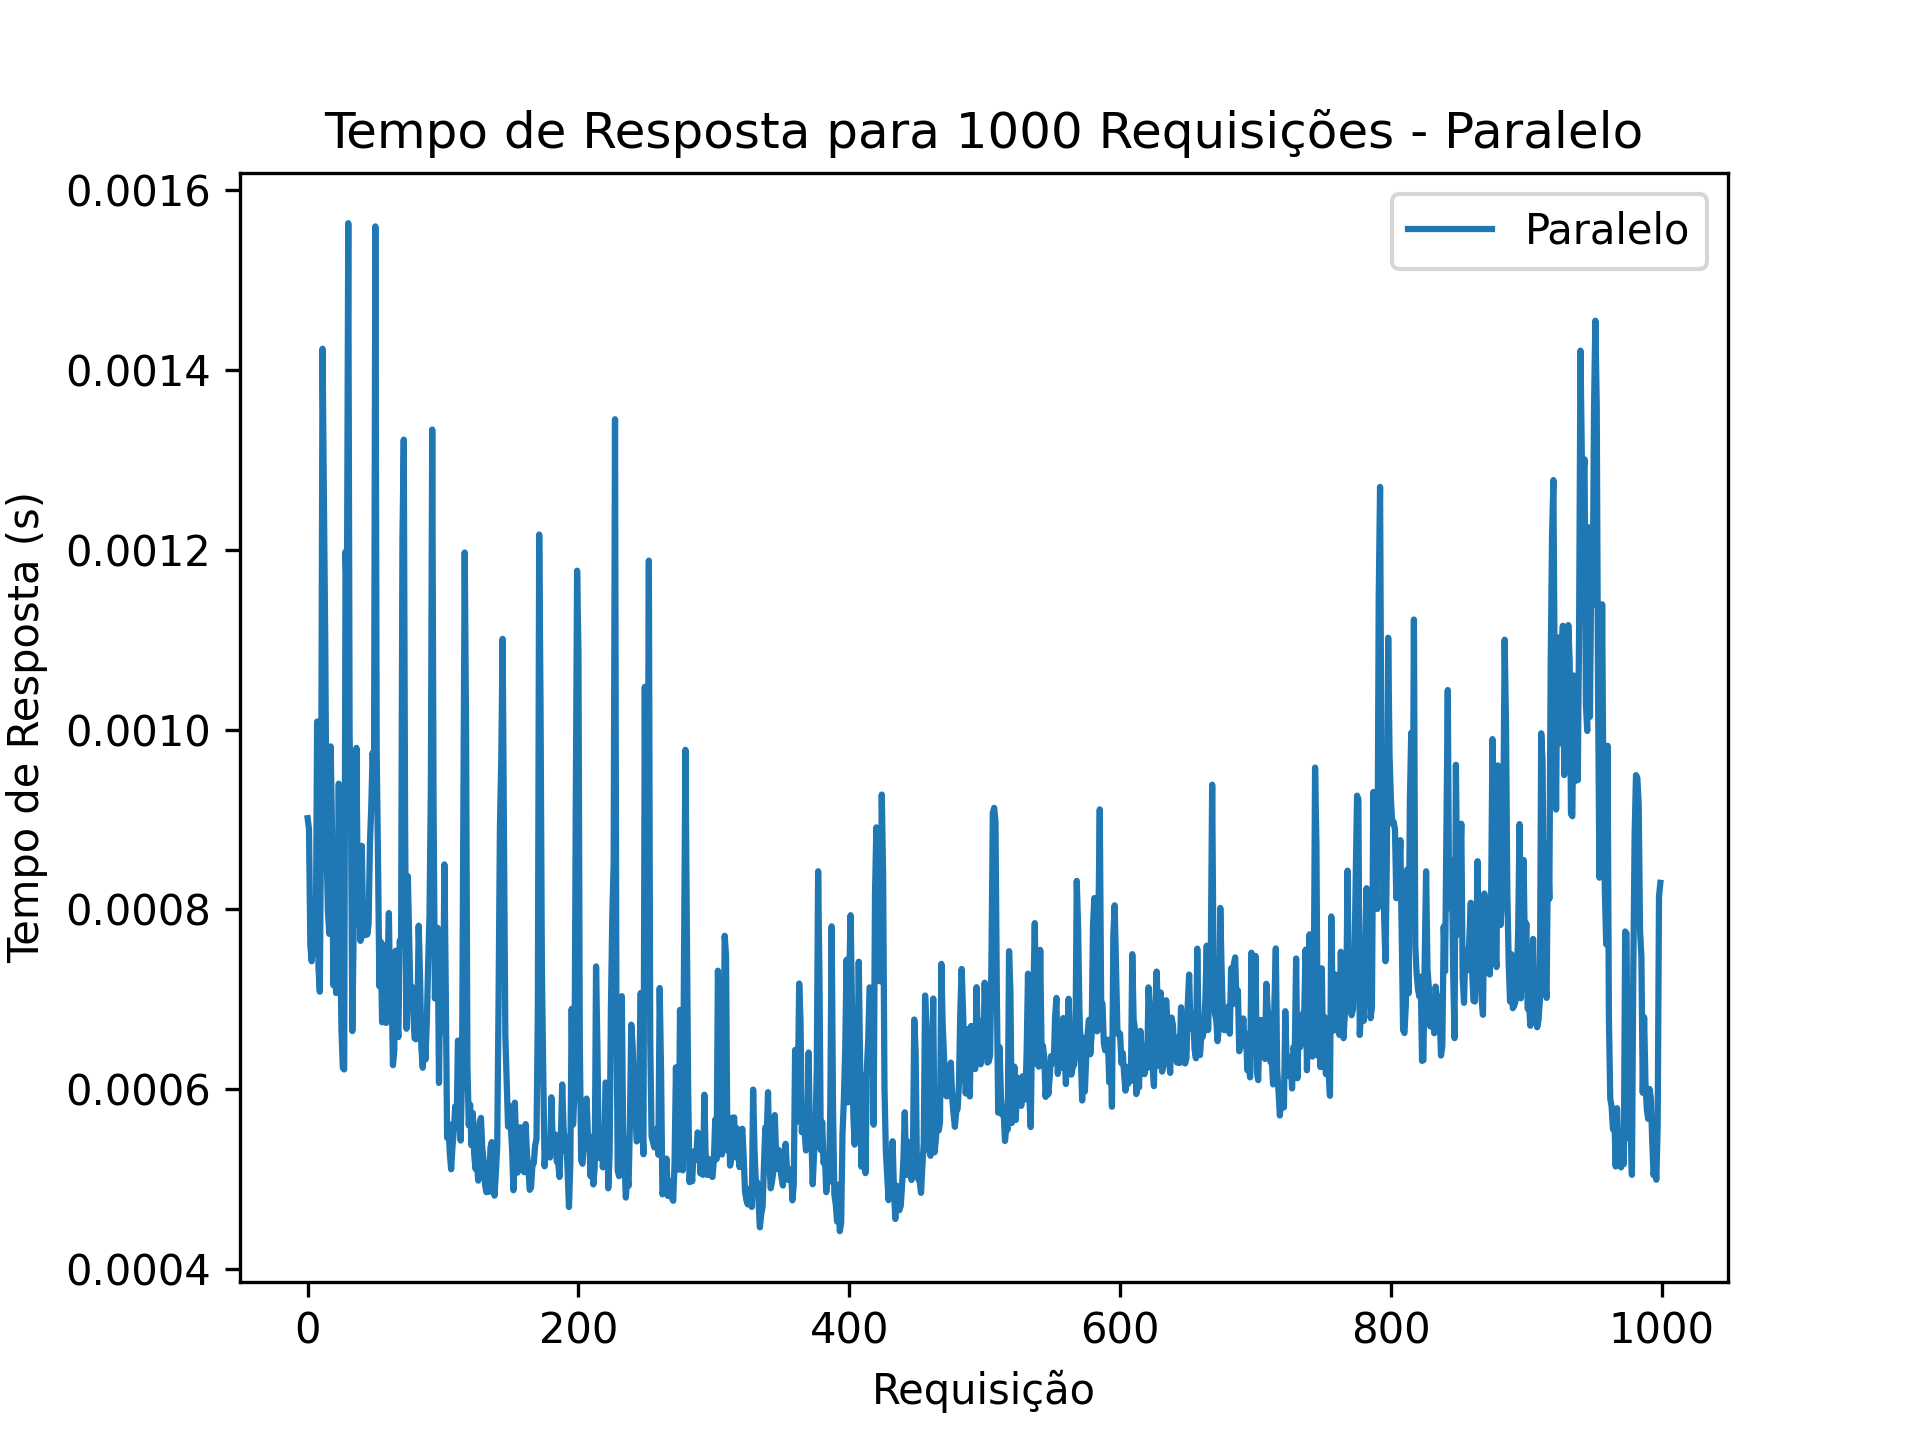 Tempo de Resposta para 1000 Requisições - Paralelo
Paralelo
Tempo de Resposta (s)
0.0016
0.0014
0.0012
0.0010
0.0008
0.0006
0.0004
0 200 400 600 800 1000
Requisição